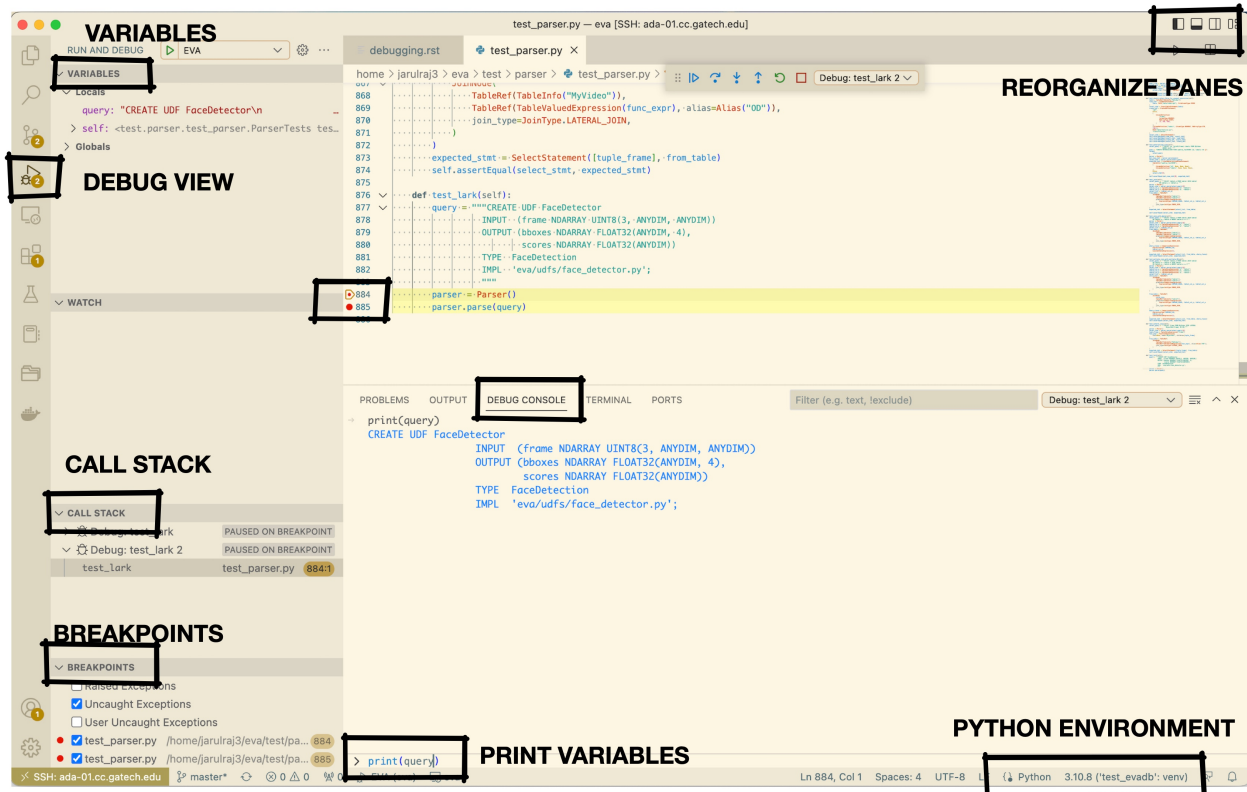 test_parser.py — eva [SSH: ada-01.cc.gatech.edu]
VARIABLES
RUN AND DEBUG EVA
debugging.rst test_parser.py
VARIABLES
home > jarulraj3 > eva > test > parser > test_parser.py >
Debug: test_lark 2
REORGANIZE PANES
Locals
query: "CREATE UDF FaceDetector\n …
self: <test.parser.test_parser.ParserTests tes…
Globals
2
DEBUG VIEW
2
1
867 JoinNode(
868 TableRef(TableInfo("MyVideo")),
869 TableRef(TableValuedExpression(func_expr), alias=Alias("OD")),
870 join_type=JoinType.LATERAL_JOIN,
871 )
872 )
873 expected_stmt = SelectStatement([tuple_frame], from_table)
874 self.assertEqual(select_stmt, expected_stmt)
875
876 def test_lark(self):
877 query = """CREATE UDF FaceDetector
878 INPUT (frame NDARRAY UINT8(3, ANYDIM, ANYDIM))
879 OUTPUT (bboxes NDARRAY FLOAT32(ANYDIM, 4),
880 scores NDARRAY FLOAT32(ANYDIM))
881 TYPE FaceDetection
882 IMPL 'eva/udfs/face_detector.py';
"""
884 parser = Parser()
885 parser.parse(query)
WATCH
PROBLEMS OUTPUT DEBUG CONSOLE TERMINAL PORTS
Filter (e.g. text, !exclude)
Debug: test_lark 2
print(query)
CREATE UDF FaceDetector
INPUT (frame NDARRAY UINT8(3, ANYDIM, ANYDIM))
OUTPUT (bboxes NDARRAY FLOAT32(ANYDIM, 4),
scores NDARRAY FLOAT32(ANYDIM))
TYPE FaceDetection
IMPL 'eva/udfs/face_detector.py';
CALL STACK
CALL STACK
Debug: test_lark PAUSED ON BREAKPOINT
Debug: test_lark 2 PAUSED ON BREAKPOINT
test_lark test_parser.py 884:1
BREAKPOINTS
BREAKPOINTS
Raised Exceptions
Uncaught Exceptions
User Uncaught Exceptions
1
test_parser.py /home/jarulraj3/eva/test/pa… 884
test_parser.py /home/jarulraj3/eva/test/pa… 885
> print(query)
PRINT VARIABLES
PYTHON ENVIRONMENT
SSH: ada-01.cc.gatech.edu master* 0 0 Ln 884, Col 1 Spaces: 4 UTF-8 Python 3.10.8 ('test_evadb': venv)